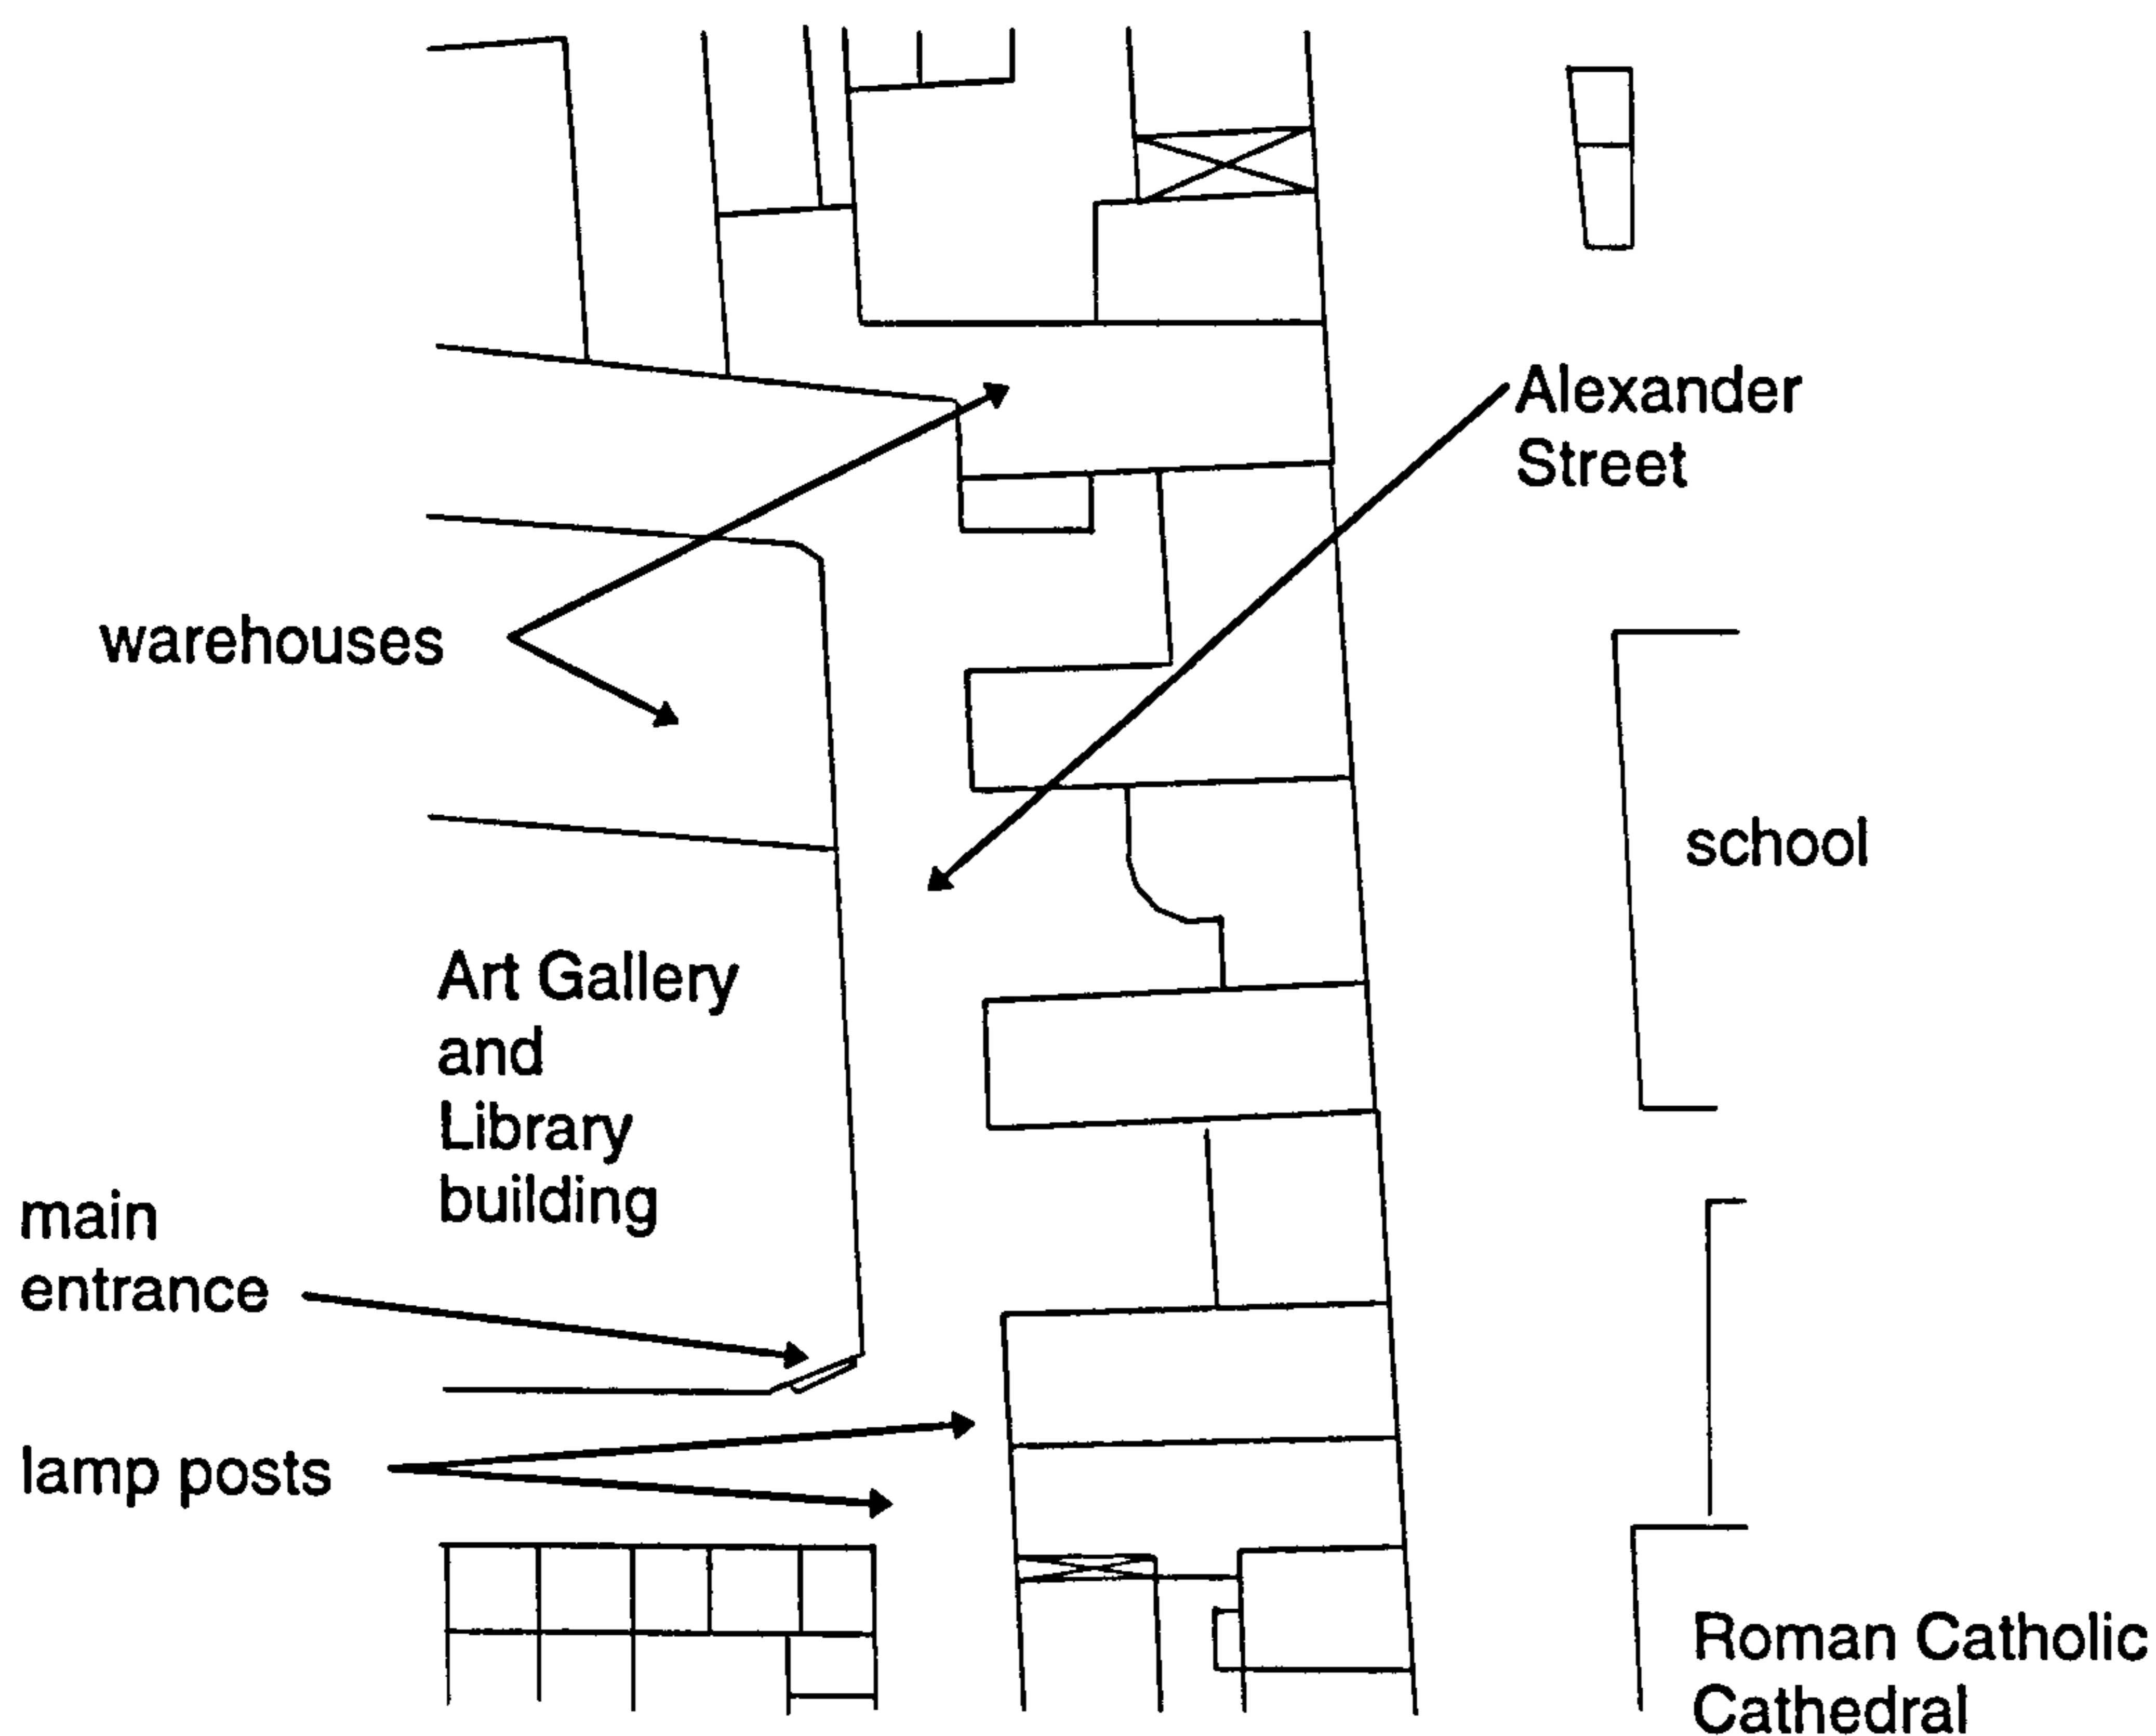 Alexander
Street
warehouses
school
Art Gallery
and
Library
building
main
entrance
lamp posts
Roman Catholic
Cathedral